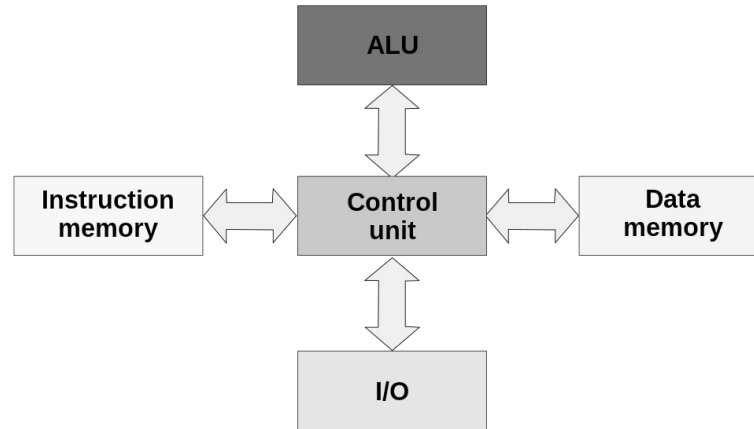 ALU
Instruction
memory
Control
unit
Data
memory
I/O